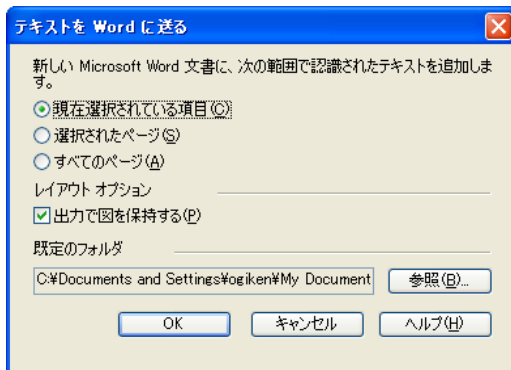 テキストを Word に送る
新しい Microsoft Word 文書に、次の範囲で認識されたテキストを追加しま
す。
現在選択されている項目(C)
選択されたページ(S)
すべてのページ(A)
レイアウト オプション
出力で図を保持する(P)
既定のフォルダ
C:¥Documents and Settings¥ogiken¥My Document 参照(B)...
OK キャンセル ヘルプ(H)